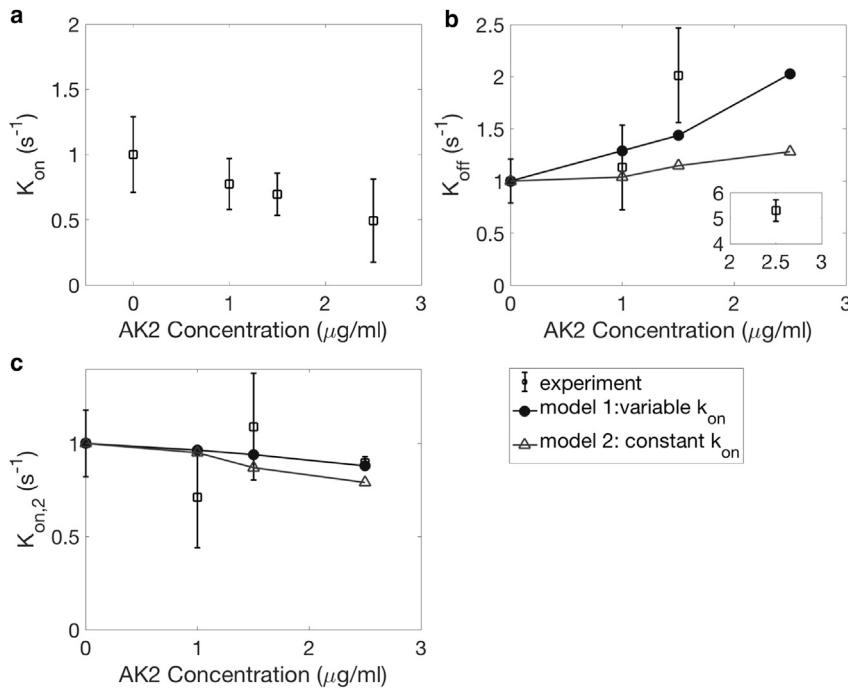 a
2
1.5
1
0.5
0
K_on (s⁻¹)
0 1 2 3
AK2 Concentration (μg/ml)
b
2.5
2
1.5
1
0.5
0
K_off (s⁻¹)
6
5
4
2 2.5 3
0 1 2 3
AK2 Concentration (μg/ml)
c
1
0.5
0
K_on,2 (s⁻¹)
0 1 2 3
AK2 Concentration (μg/ml)
experiment
model 1:variable k_on
model 2: constant k_on